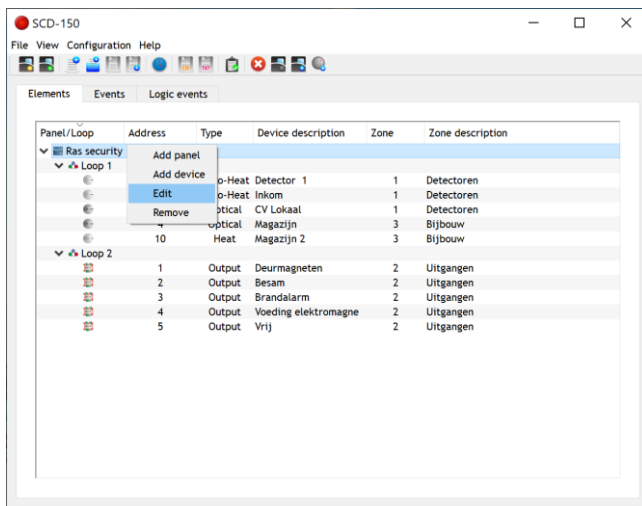 SCD-150
File View Configuration Help
Elements Events Logic events
Panel/Loop Address Type Device description Zone Zone description
Ras security
Add panel
Loop 1
Add device
o-Heat Detector 1 1 Detectoren
Edit
o-Heat Inkom 1 Detectoren
Remove
CV Lokaal 1 Detectoren
Magazijn 3 Bijbouw
10 Heat Magazijn 2 3 Bijbouw
Loop 2
1 Output Deurmagneten 2 Uitgangen
2 Output Besam 2 Uitgangen
3 Output Brandalarm 2 Uitgangen
4 Output Voeding elektromagne 2 Uitgangen
5 Output Vrij 2 Uitgangen